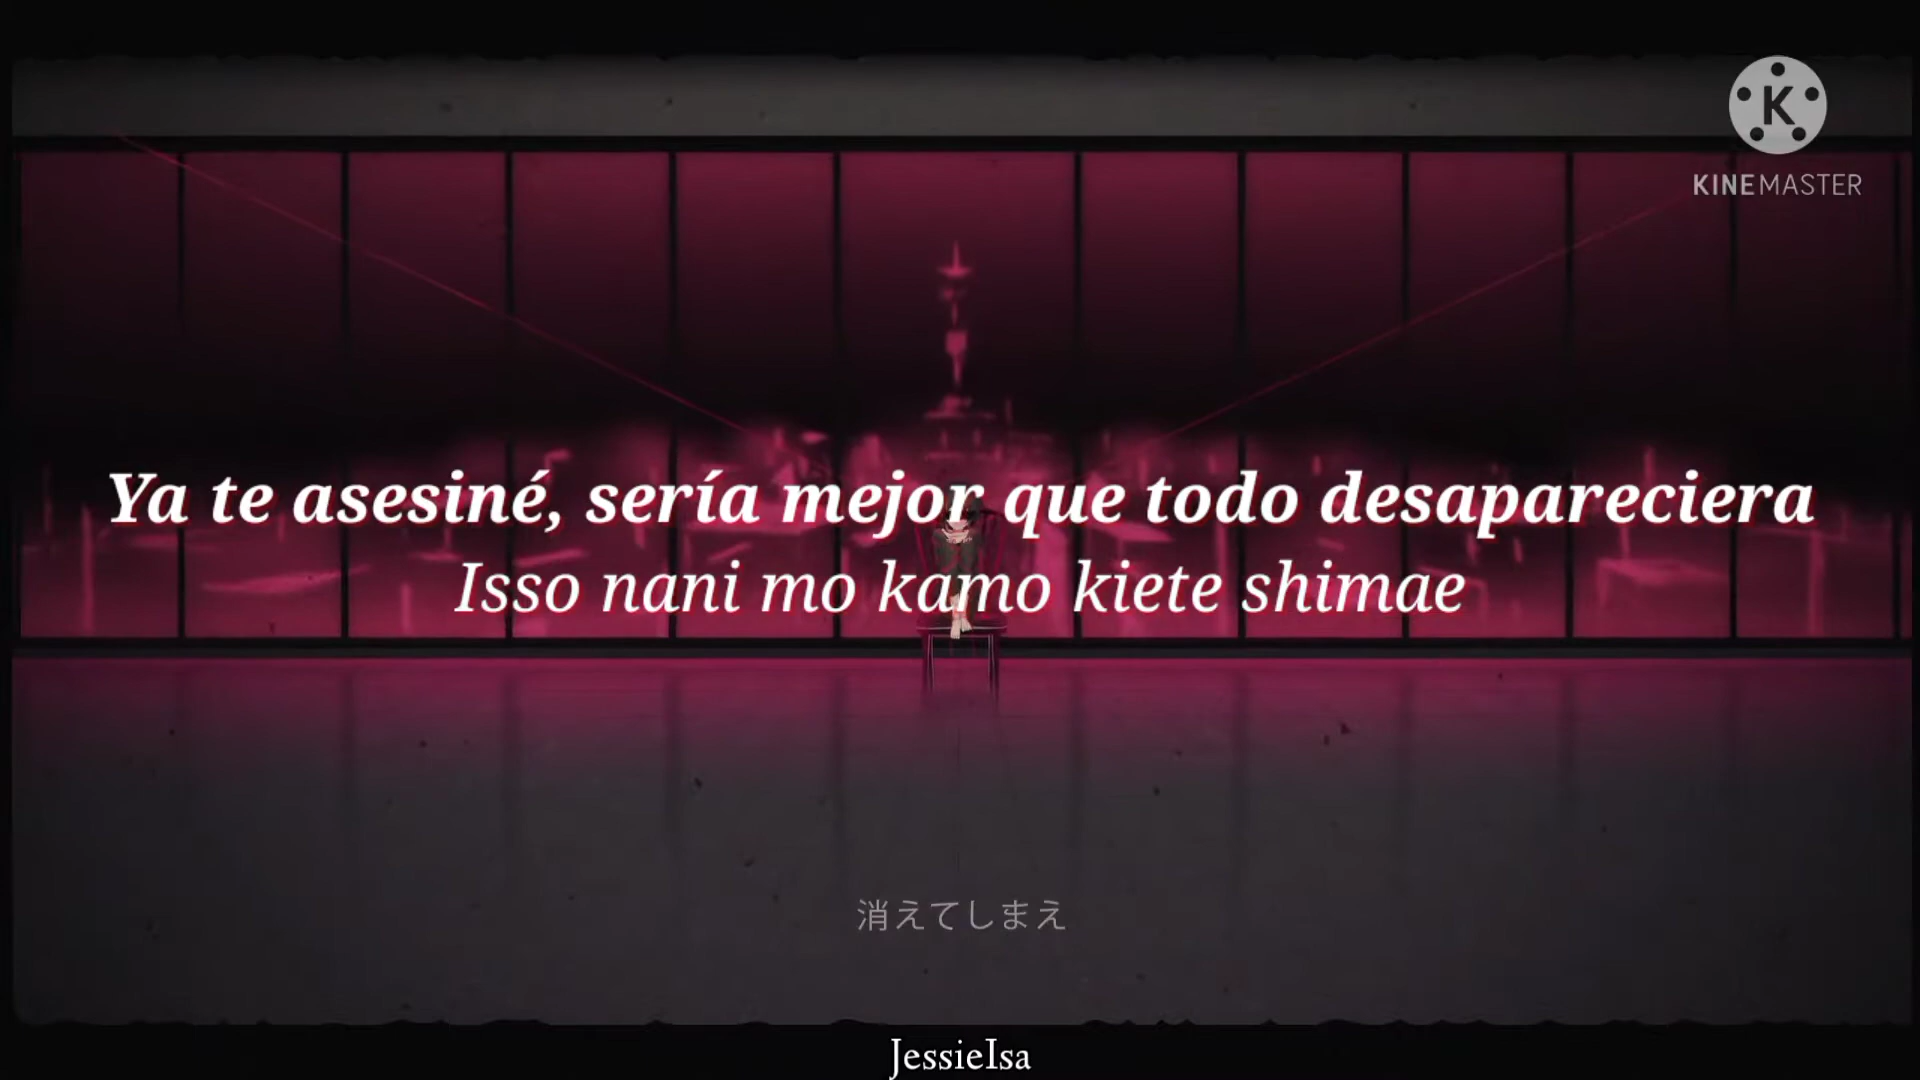 K
KINEMASTER
Ya te asesiné, sería mejor que todo desapareciera
Isso nani mo kamo kiete shimae
消えてしまえ
JessieIsa